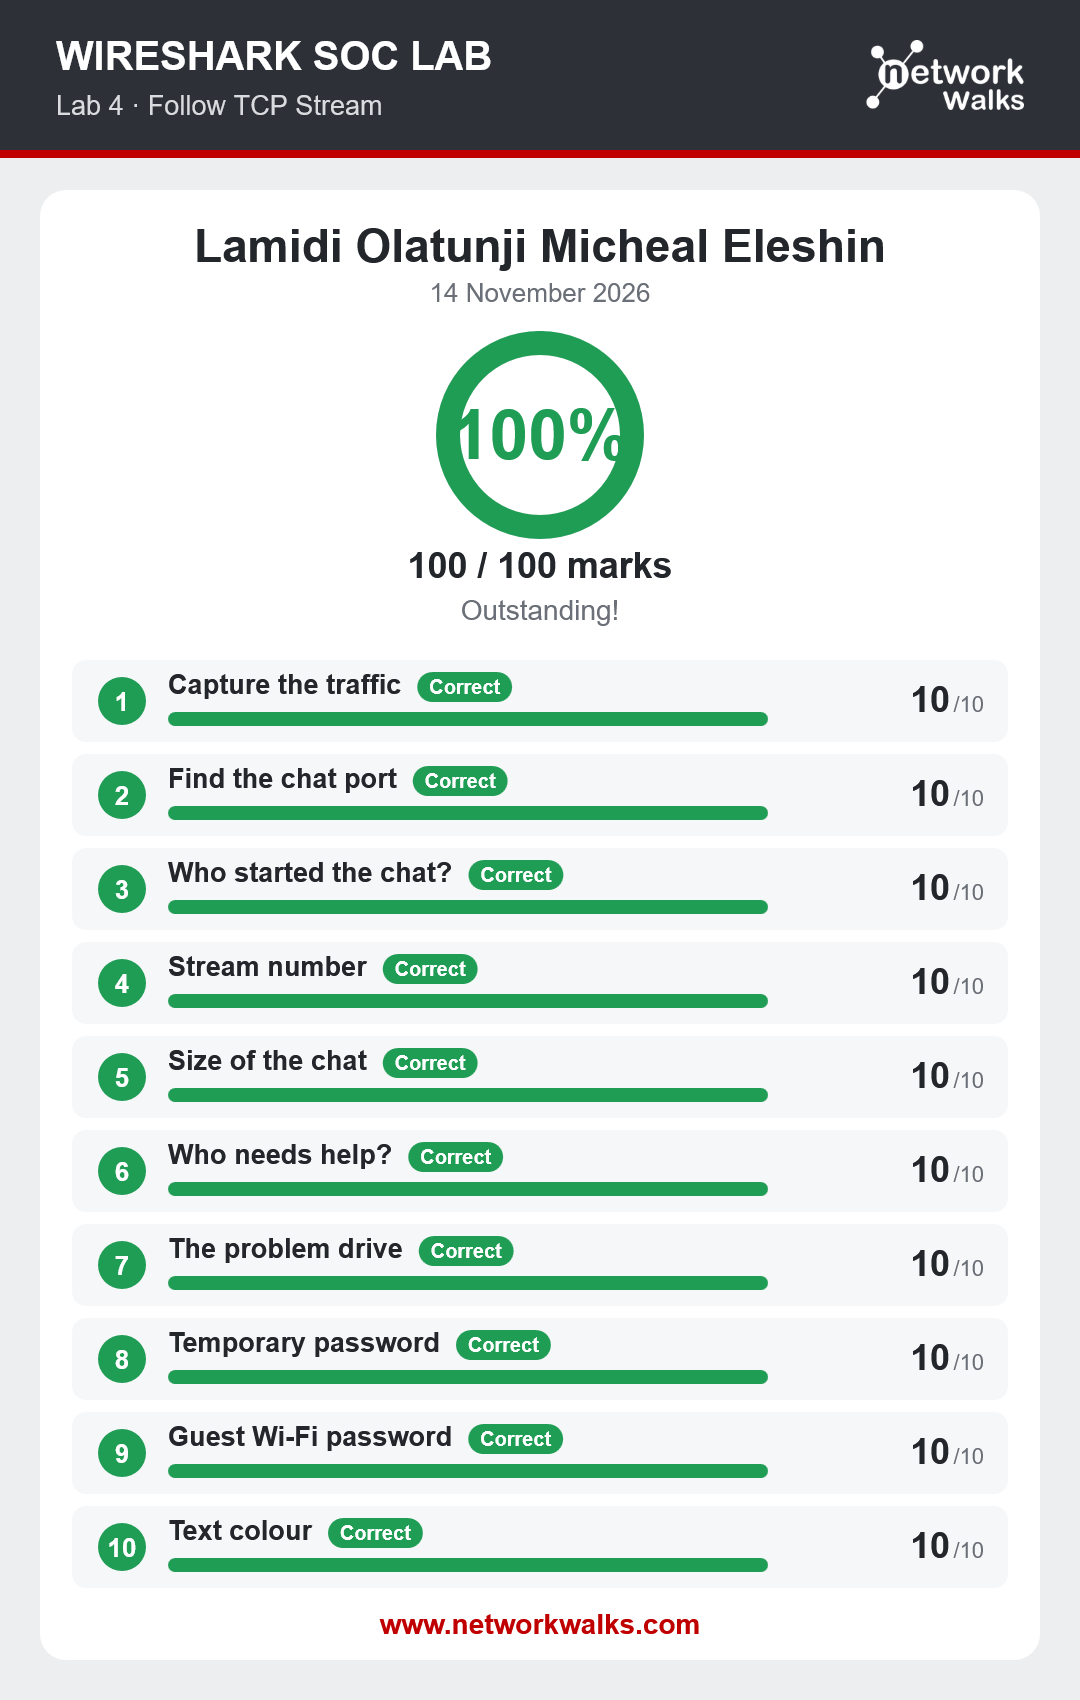 WIRESHARK SOC LAB
Lab 4 · Follow TCP Stream
network
Walks
Lamidi Olatunji Micheal Eleshin
14 November 2026
100%
100 / 100 marks
Outstanding!
1 Capture the traffic Correct 10/10
2 Find the chat port Correct 10/10
3 Who started the chat? Correct 10/10
4 Stream number Correct 10/10
5 Size of the chat Correct 10/10
6 Who needs help? Correct 10/10
7 The problem drive Correct 10/10
8 Temporary password Correct 10/10
9 Guest Wi-Fi password Correct 10/10
10 Text colour Correct 10/10
www.networkwalks.com